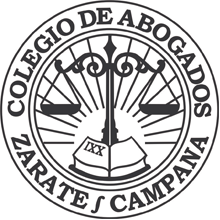 COLEGIO DE ABOGADOS
ZARATE ∫ CAMPANA
IXX